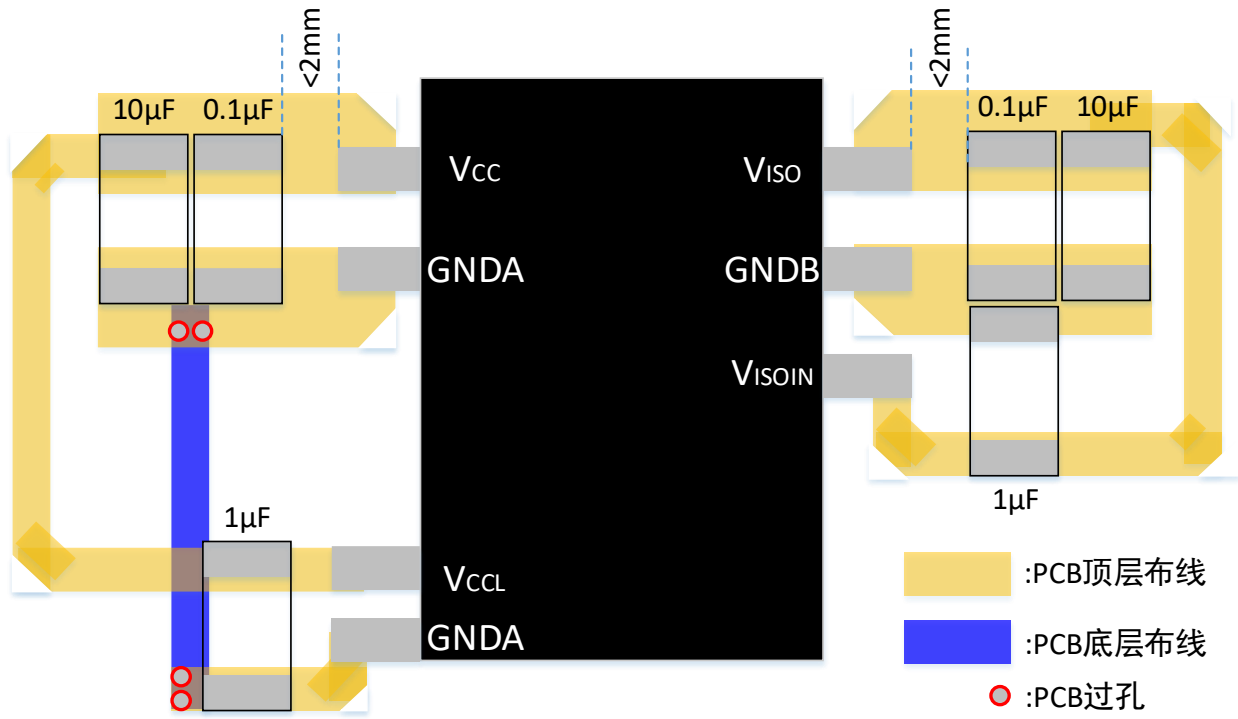 <2mm
<2mm
10µF
0.1µF
0.1µF
10µF
VCC
VISO
GNDA
GNDB
VISOIN
1µF
1µF
VCCL
GNDA
:PCB顶层布线
:PCB底层布线
:PCB过孔